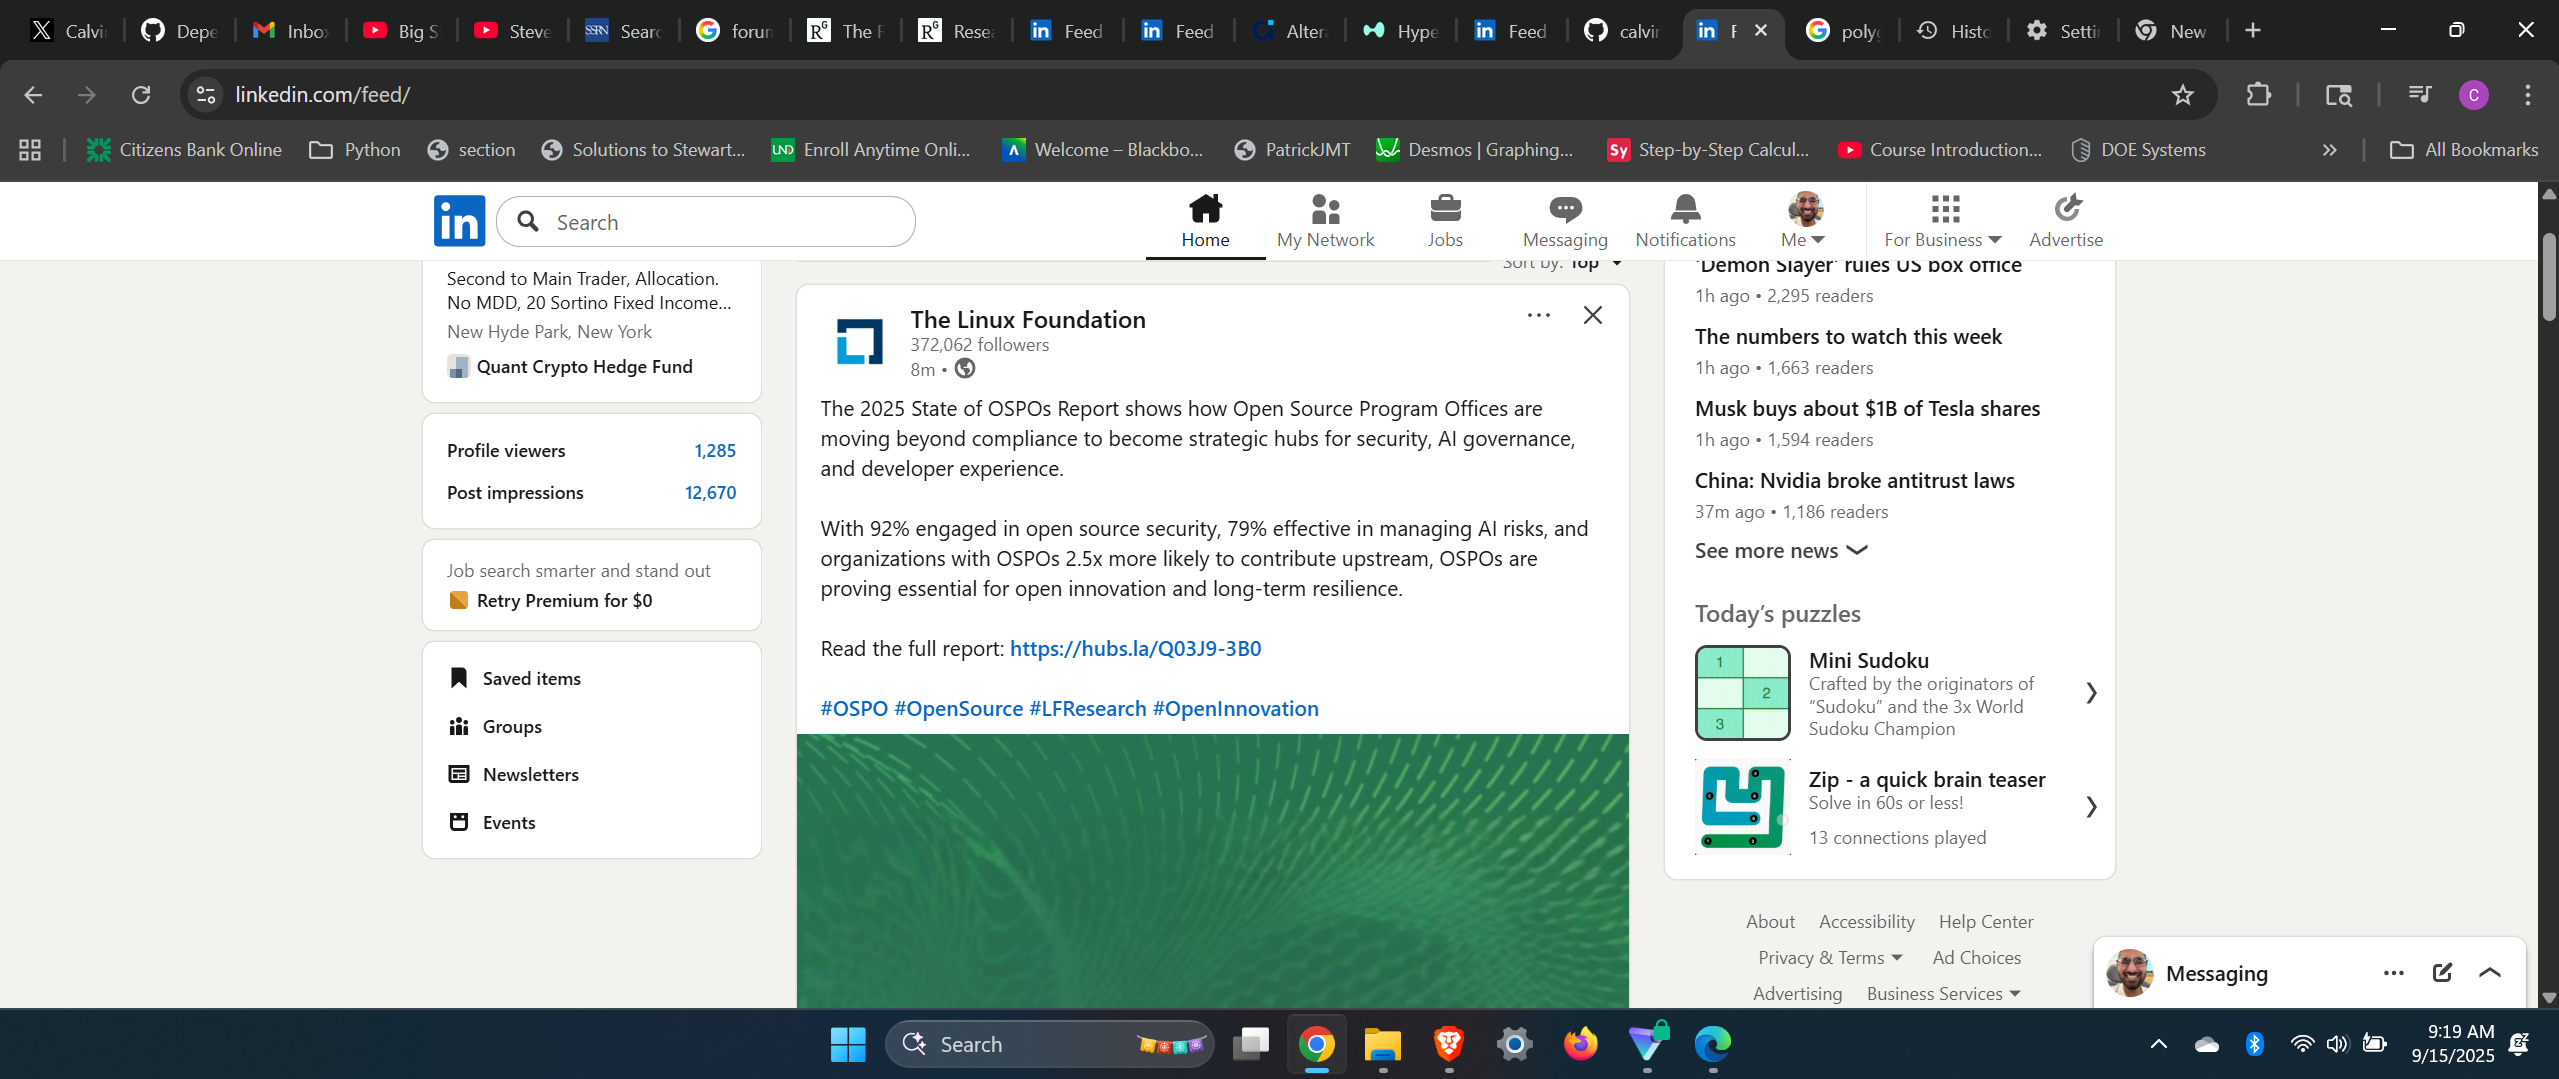 Calvi
Depe
Inbo
Big S
Steve
SSRN
Searc
forun
The R
Resea
Feed
Feed
Altera
Hype
Feed
calvir
F
polyg
Histo
Setti
New
linkedin.com/feed/
C
Citizens Bank Online
Python
section
Solutions to Stewart...
UND
Enroll Anytime Onli...
Welcome – Blackbo...
PatrickJMT
Desmos | Graphing...
Sy
Step-by-Step Calcul...
Course Introduction...
DOE Systems
All Bookmarks
in
Search
Home
My Network
Jobs
Messaging
Notifications
Me
For Business
Advertise
Second to Main Trader, Allocation.
No MDD, 20 Sortino Fixed Income...
New Hyde Park, New York
Quant Crypto Hedge Fund
Profile viewers 1,285
Post impressions 12,670
Job search smarter and stand out
Retry Premium for $0
Saved items
Groups
Newsletters
Events
Sort by: Top
The Linux Foundation
372,062 followers
8m •
The 2025 State of OSPOs Report shows how Open Source Program Offices are
moving beyond compliance to become strategic hubs for security, AI governance,
and developer experience.
With 92% engaged in open source security, 79% effective in managing AI risks, and
organizations with OSPOs 2.5x more likely to contribute upstream, OSPOs are
proving essential for open innovation and long-term resilience.
Read the full report: https://hubs.la/Q03J9-3B0
#OSPO #OpenSource #LFResearch #OpenInnovation
'Demon Slayer' rules US box office
1h ago • 2,295 readers
The numbers to watch this week
1h ago • 1,663 readers
Musk buys about $1B of Tesla shares
1h ago • 1,594 readers
China: Nvidia broke antitrust laws
37m ago • 1,186 readers
See more news
Today's puzzles
1
2
3
Mini Sudoku
Crafted by the originators of
“Sudoku” and the 3x World
Sudoku Champion
Zip - a quick brain teaser
Solve in 60s or less!
13 connections played
About Accessibility Help Center
Privacy & Terms Ad Choices
Advertising Business Services
Messaging
Search
9:19 AM
9/15/2025